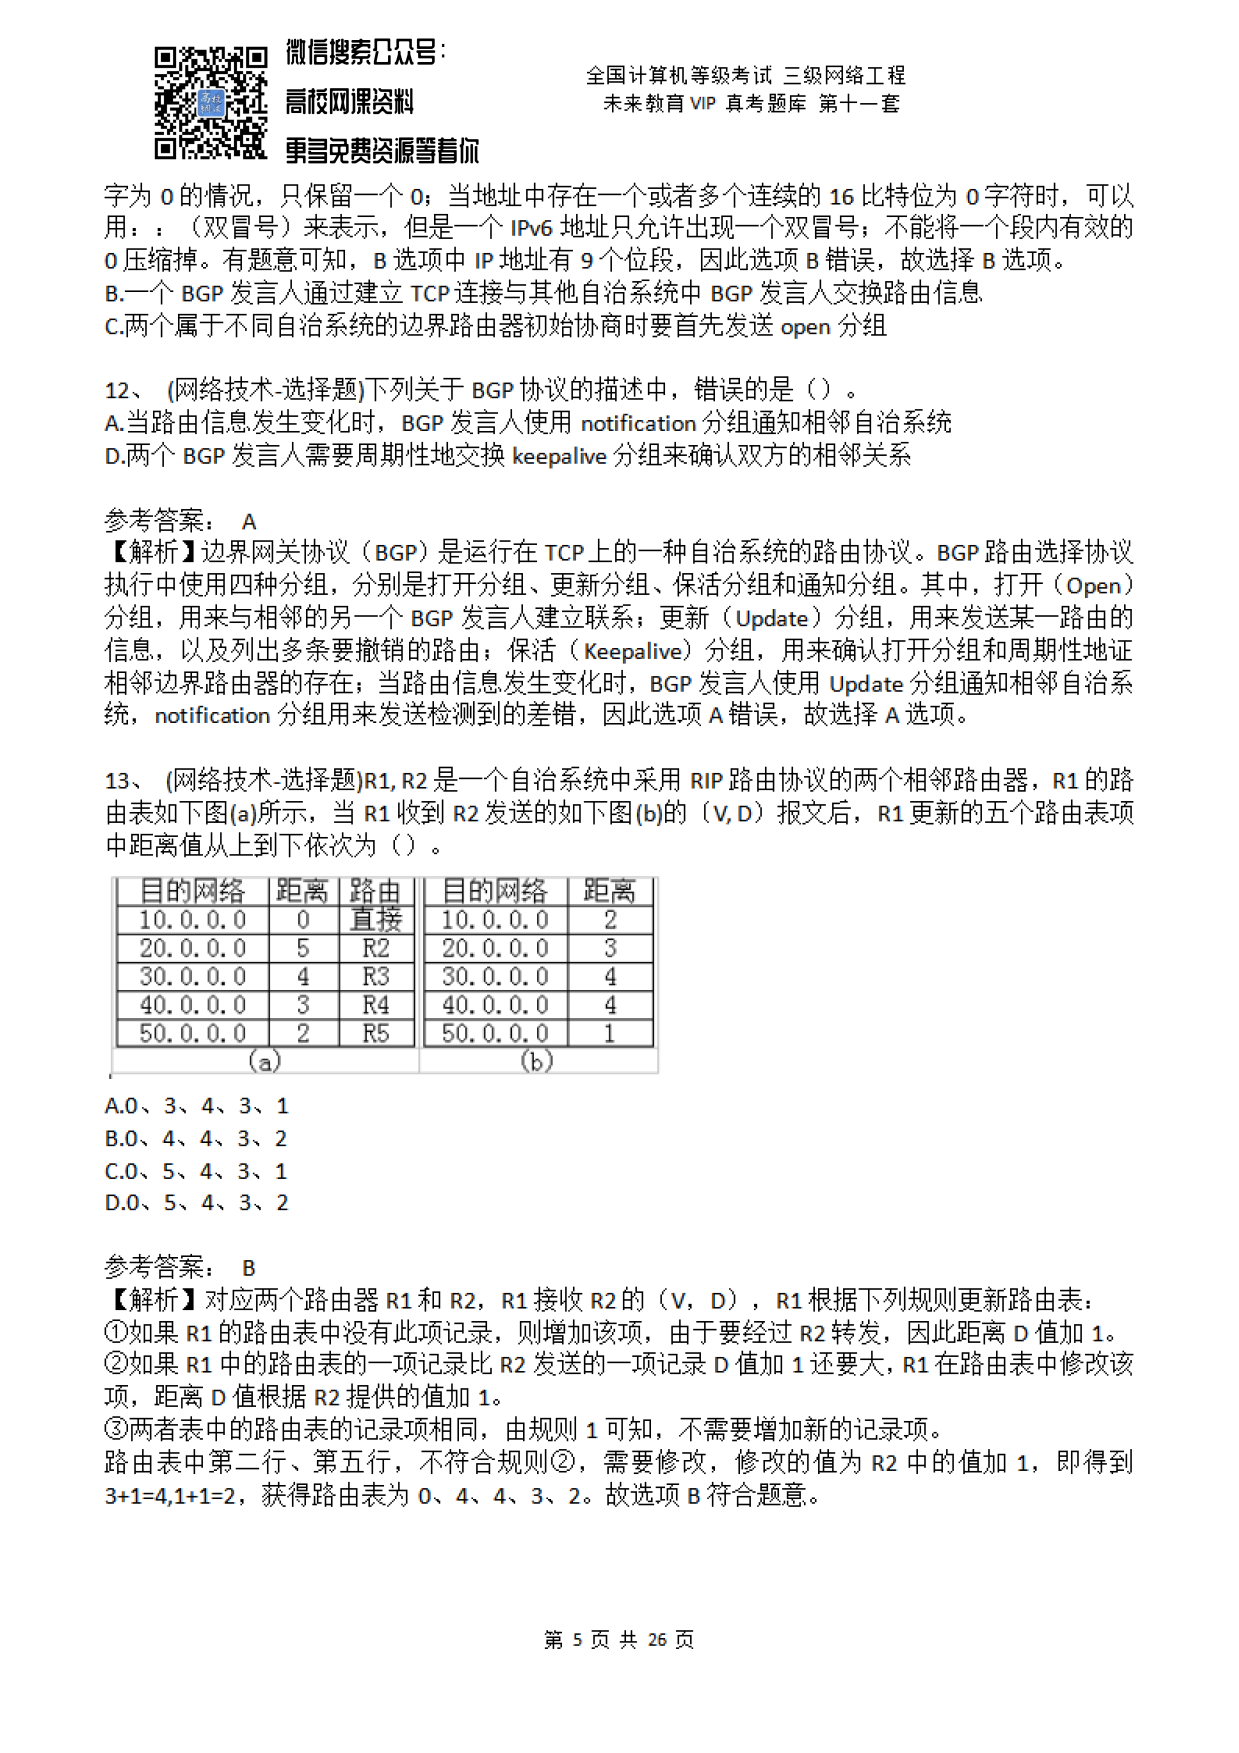 微信搜索公众号：
高校网课资料
更多免费资源等着你
全国计算机等级考试 三级网络工程
未来教育 VIP 真考题库 第十一套
字为 0 的情况，只保留一个 0；当地址中存在一个或者多个连续的 16 比特位为 0 字符时，可以
用：：（双冒号）来表示，但是一个 IPv6 地址只允许出现一个双冒号；不能将一个段内有效的
0 压缩掉。有题意可知，B 选项中 IP 地址有 9 个位段，因此选项 B 错误，故选择 B 选项。
B.一个 BGP 发言人通过建立 TCP 连接与其他自治系统中 BGP 发言人交换路由信息
C.两个属于不同自治系统的边界路由器初始协商时要首先发送 open 分组
12、 (网络技术-选择题)下列关于 BGP 协议的描述中，错误的是（）。
A.当路由信息发生变化时，BGP 发言人使用 notification 分组通知相邻自治系统
D.两个 BGP 发言人需要周期性地交换 keepalive 分组来确认双方的相邻关系
参考答案： A
【解析】边界网关协议（BGP）是运行在 TCP 上的一种自治系统的路由协议。BGP 路由选择协议
执行中使用四种分组，分别是打开分组、更新分组、保活分组和通知分组。其中，打开（Open）
分组，用来与相邻的另一个 BGP 发言人建立联系；更新（Update）分组，用来发送某一路由的
信息，以及列出多条要撤销的路由；保活（Keepalive）分组，用来确认打开分组和周期性地证
相邻边界路由器的存在；当路由信息发生变化时，BGP 发言人使用 Update 分组通知相邻自治系
统，notification 分组用来发送检测到的差错，因此选项 A 错误，故选择 A 选项。
13、 (网络技术-选择题)R1, R2 是一个自治系统中采用 RIP 路由协议的两个相邻路由器，R1 的路
由表如下图(a)所示，当 R1 收到 R2 发送的如下图(b)的（V, D）报文后，R1 更新的五个路由表项
中距离值从上到下依次为（）。
目的网络 距离 路由 目的网络 距离
10.0.0.0 0 直接 10.0.0.0 2
20.0.0.0 5 R2 20.0.0.0 3
30.0.0.0 4 R3 30.0.0.0 4
40.0.0.0 3 R4 40.0.0.0 4
50.0.0.0 2 R5 50.0.0.0 1
(a) (b)
A.0、3、4、3、1
B.0、4、4、3、2
C.0、5、4、3、1
D.0、5、4、3、2
参考答案： B
【解析】对应两个路由器 R1 和 R2，R1 接收 R2 的（V，D），R1 根据下列规则更新路由表：
①如果 R1 的路由表中没有此项记录，则增加该项，由于要经过 R2 转发，因此距离 D 值加 1。
②如果 R1 中的路由表的一项记录比 R2 发送的一项记录 D 值加 1 还要大，R1 在路由表中修改该
项，距离 D 值根据 R2 提供的值加 1。
③两者表中的路由表的记录项相同，由规则 1 可知，不需要增加新的记录项。
路由表中第二行、第五行，不符合规则②，需要修改，修改的值为 R2 中的值加 1，即得到
3+1=4,1+1=2，获得路由表为 0、4、4、3、2。故选项 B 符合题意。
第 5 页 共 26 页